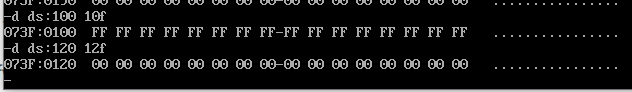 073F:0130  00 00 00 00 00 00 00 00-00 00 00 00 00 00 00 00   ................
-d ds:100 10f
073F:0100  FF FF FF FF FF FF FF FF-FF FF FF FF FF FF FF FF   ................
-d ds:120 12f
073F:0120  00 00 00 00 00 00 00 00-00 00 00 00 00 00 00 00   ................
-